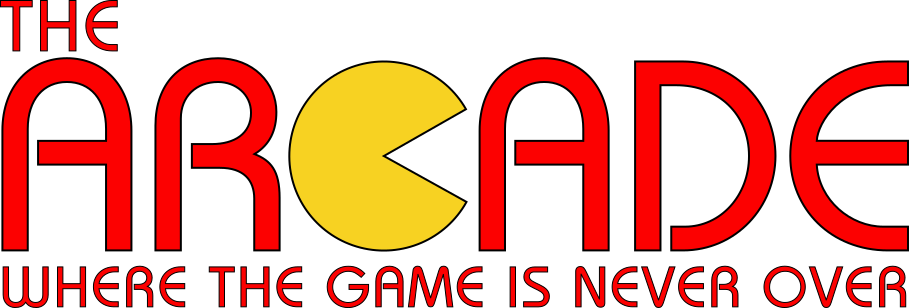 THE
ARCADE
WHERE THE GAME IS NEVER OVER